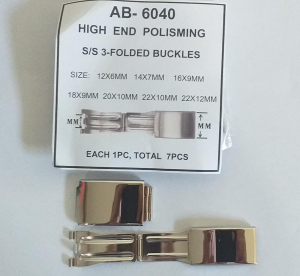 AB- 6040
HIGH END POLISMING
S/S 3-FOLDED BUCKLES
SIZE: 12X6MM 14X7MM 16X9MM
18X9MM 20X10MM 22X10MM 22X12MM
MM MM
EACH 1PC, TOTAL 7PCS